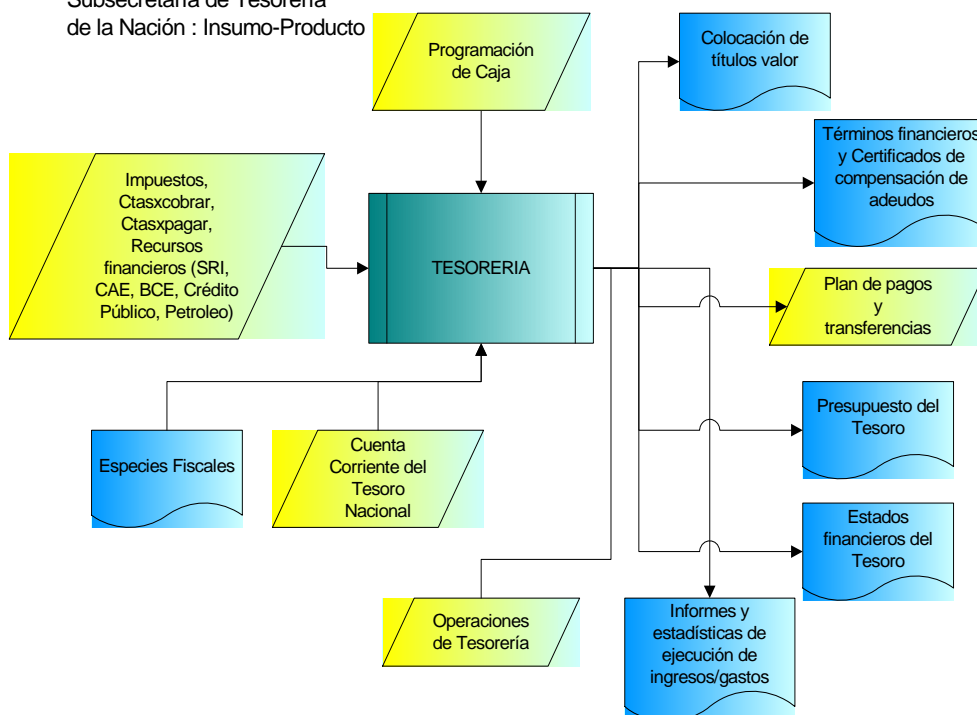 Subsecretaría de Tesorería
de la Nación : Insumo-Producto
Programación
de Caja
Colocación de
títulos valor
Términos financieros
y Certificados de
compensación de
adeudos
Impuestos,
Ctasxcobrar,
Ctasxpagar,
Recursos
financieros (SRI,
CAE, BCE, Crédito
Público, Petroleo)
TESORERIA
Plan de pagos
y
transferencias
Presupuesto del
Tesoro
Especies Fiscales
Cuenta
Corriente del
Tesoro
Nacional
Estados
financieros del
Tesoro
Operaciones
de Tesorería
Informes y
estadísticas de
ejecución de
ingresos/gastos